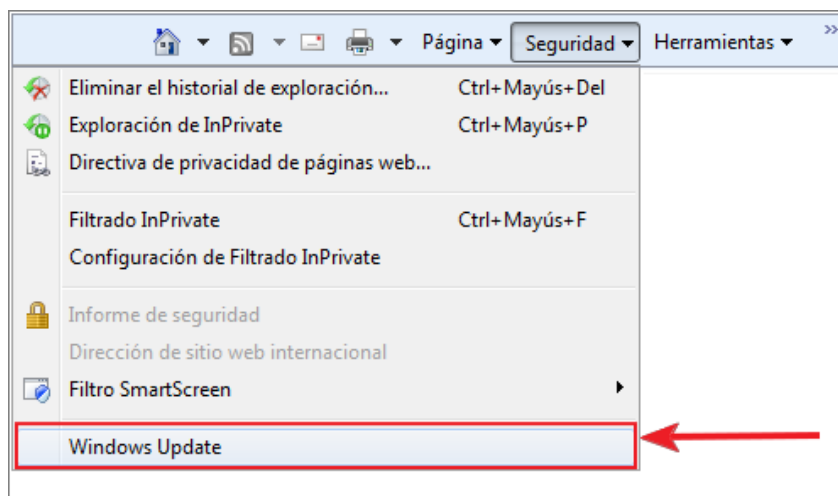 Página Seguridad Herramientas »
Eliminar el historial de exploración... Ctrl+Mayús+Del
Exploración de InPrivate Ctrl+Mayús+P
Directiva de privacidad de páginas web...
Filtrado InPrivate Ctrl+Mayús+F
Configuración de Filtrado InPrivate
Informe de seguridad
Dirección de sitio web internacional
Filtro SmartScreen
Windows Update